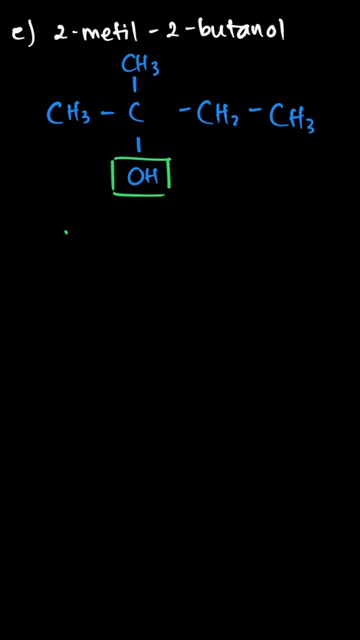 e) 2-metil-2-butanol
CH3
CH3 - C - CH2 - CH3
OH